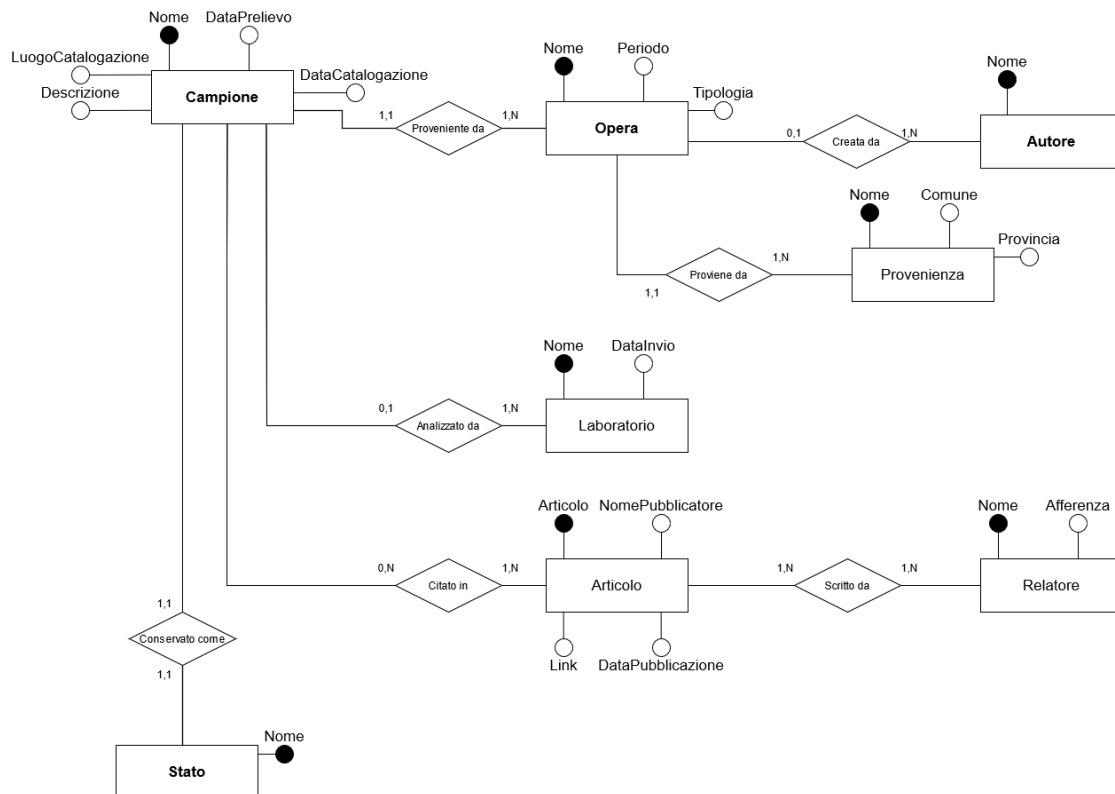 Nome
DataPrelievo
LuogoCatalogazione
Descrizione
DataCatalogazione
Campione
1,1
Proveniente da
1,N
Nome
Periodo
Tipologia
Opera
0,1
Creata da
1,N
Nome
Autore
1,1
Proviene da
1,N
Nome
Comune
Provincia
Provenienza
0,1
Analizzato da
1,N
Nome
DataInvio
Laboratorio
0,N
Citato in
1,N
Articolo
NomePubblicatore
Articolo
Link
DataPubblicazione
1,N
Scritto da
1,N
Nome
Afferenza
Relatore
1,1
Conservato come
1,1
Nome
Stato